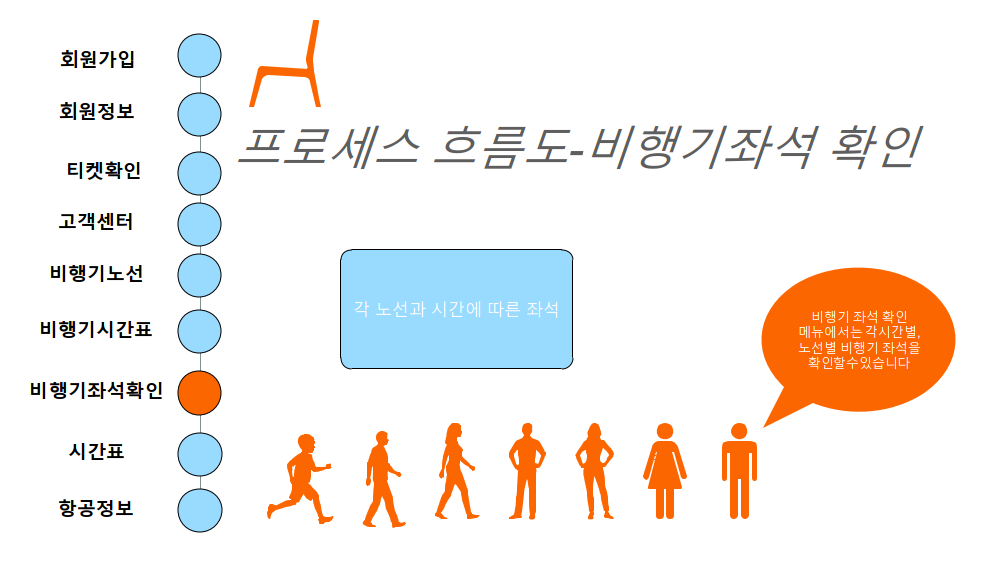 회원가입
회원정보
티켓확인
고객센터
비행기노선
비행기시간표
비행기좌석확인
시간표
항공정보
프로세스 흐름도-비행기좌석 확인
각 노선과 시간에 따른 좌석
비행기 좌석 확인
메뉴에서는 각시간별,
노선별 비행기 좌석을
확인할수있습니다